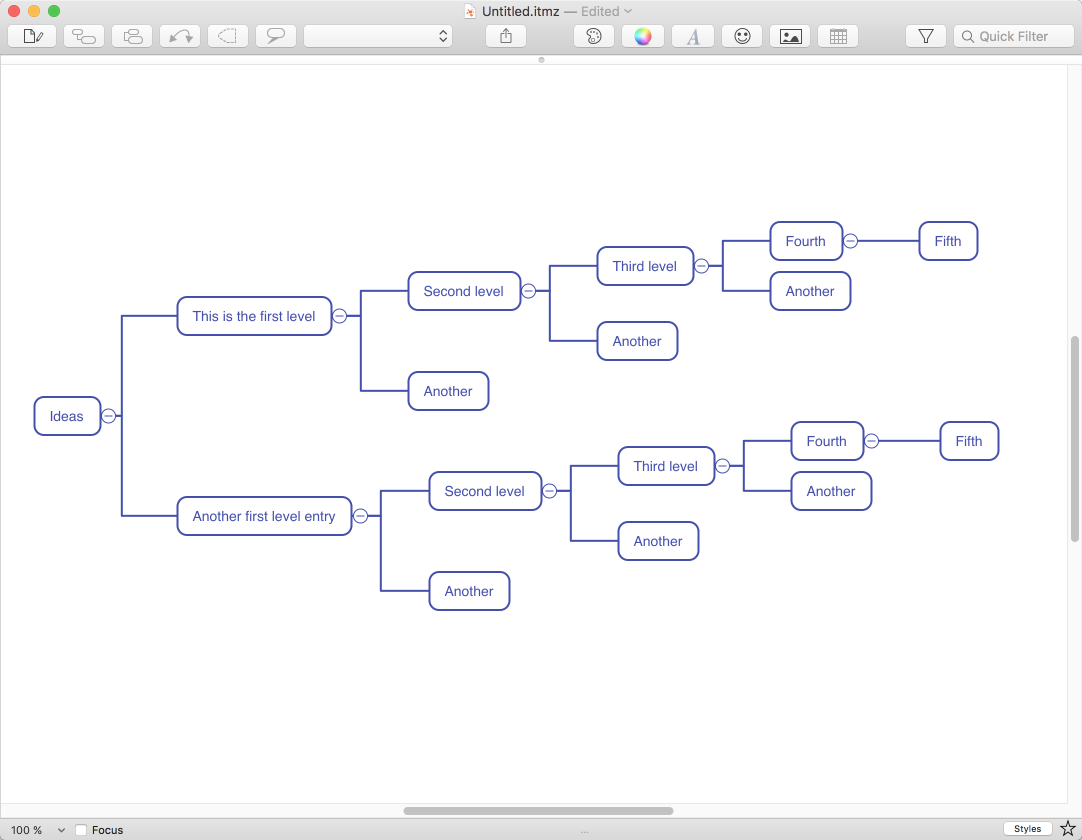 Untitled.itmz — Edited
Quick Filter
Fourth
Fifth
Third level
Second level
Another
This is the first level
Another
Another
Ideas
Fourth
Fifth
Third level
Second level
Another
Another first level entry
Another
Another
100 %
Focus
...
Styles